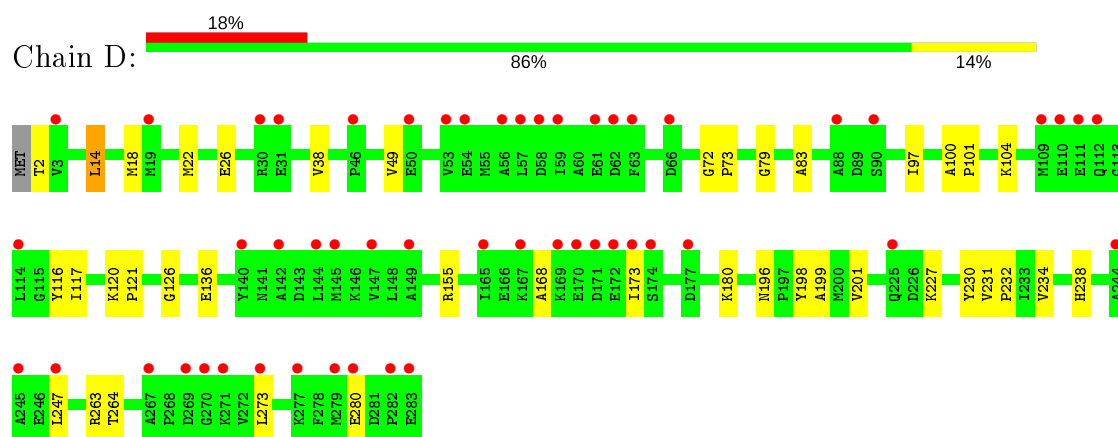 18%
Chain D:
86% 14%
MET T2 V3 L14 M18 M19 M22 E26 R30 E31 V38 P46 V49 E50 V53 E54 M55 A56 L57 D58 I59 A60 E61 D62 F63 D66 G72 P73 G79 A83 A88 D89 S90 I97 A100 P101 K104 M109 E110 E111 Q112 G113
L114 G115 Y116 I117 K120 P121 G126 E136 Y140 N141 A142 D143 L144 M145 K146 V147 L148 A149 R155 I165 E166 K167 A168 K169 E170 D171 E172 I173 S174 D177 K180 N196 P197 Y198 A199 M200 V201 Q225 D226 K227 Y230 V231 P232 I233 V234 H238 A244
A245 E246 L247 R263 T264 A267 P268 D269 G270 K271 V272 L273 K277 F278 M279 E280 D281 P282 E283